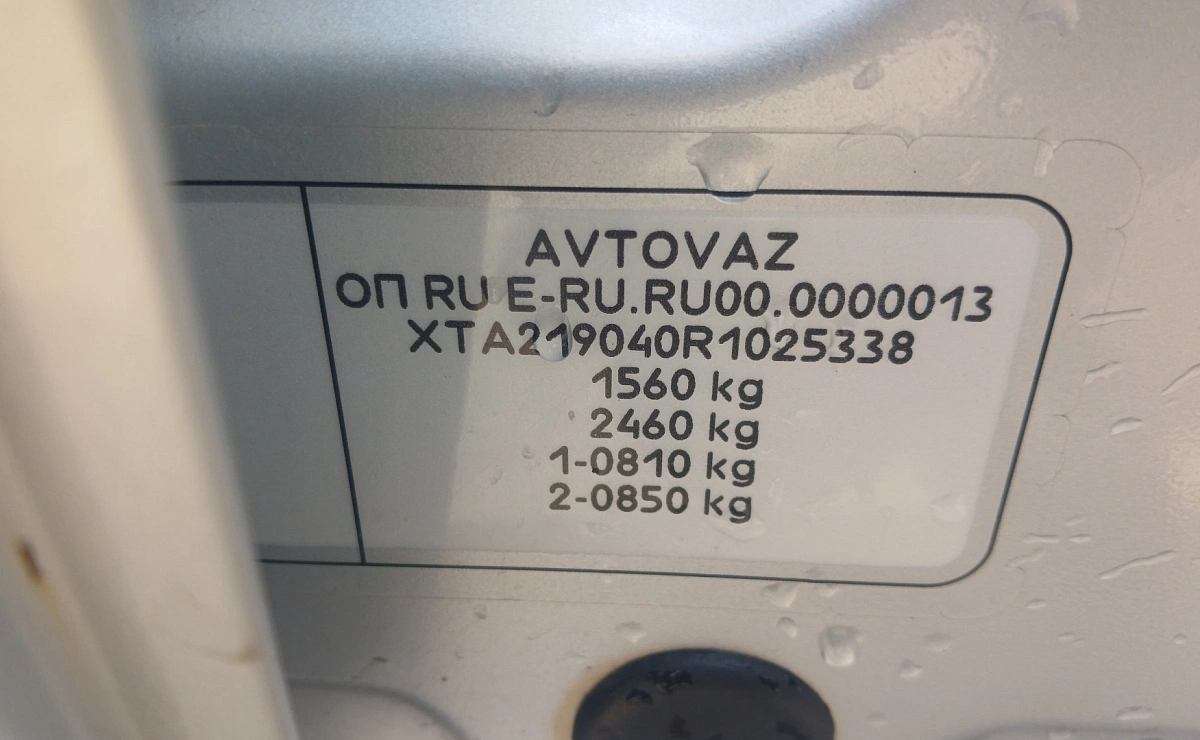 AVTOVAZ
ОП RU E-RU.RU00.0000013
XTA219040R1025338
1560 kg
2460 kg
1-0810 kg
2-0850 kg